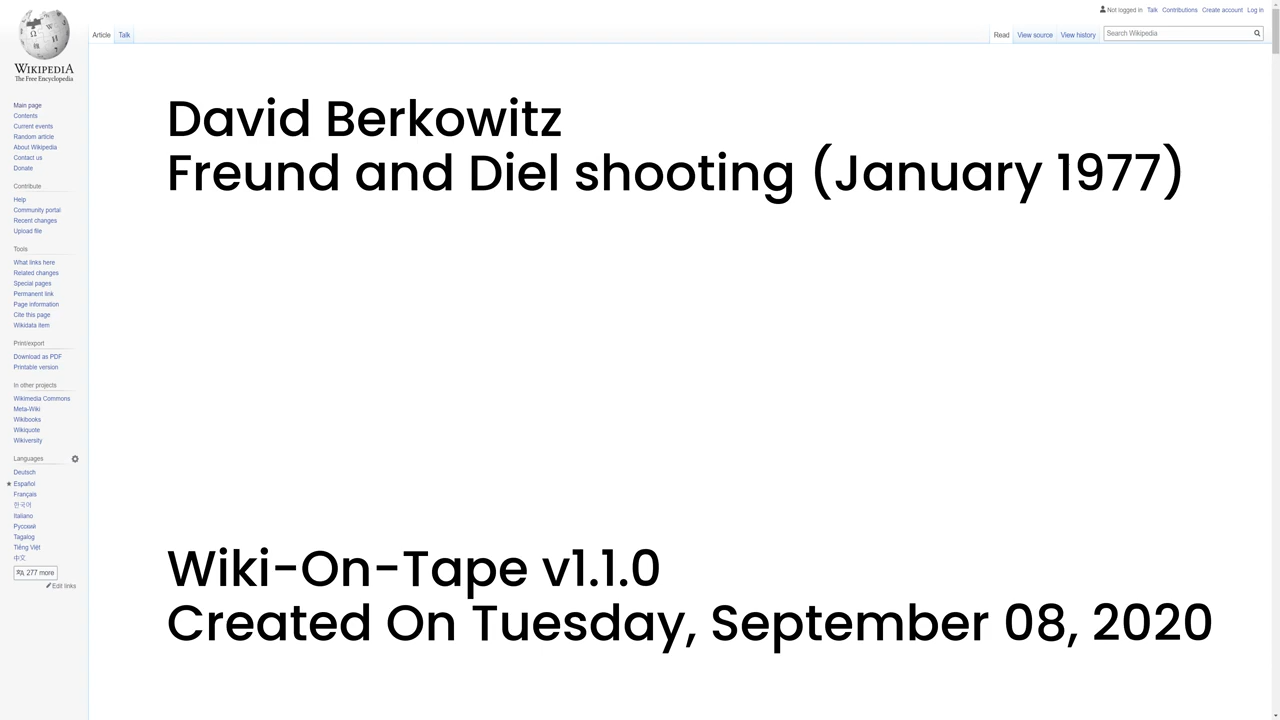 Not logged in Talk Contributions Create account Log in
WIKIPEDIA
The Free Encyclopedia
Article Talk
Read View source View history Search Wikipedia
Main page
Contents
Current events
Random article
About Wikipedia
Contact us
Donate
Contribute
Help
Community portal
Recent changes
Upload file
Tools
What links here
Related changes
Special pages
Permanent link
Page information
Cite this page
Wikidata item
Print/export
Download as PDF
Printable version
In other projects
Wikimedia Commons
Meta-Wiki
Wikibooks
Wikiquote
Wikiversity
Languages
Deutsch
Español
Français
한국어
Italiano
Русский
Tagalog
Tiếng Việt
中文
277 more
Edit links
David Berkowitz
Freund and Diel shooting (January 1977)
Wiki-On-Tape v1.1.0
Created On Tuesday, September 08, 2020